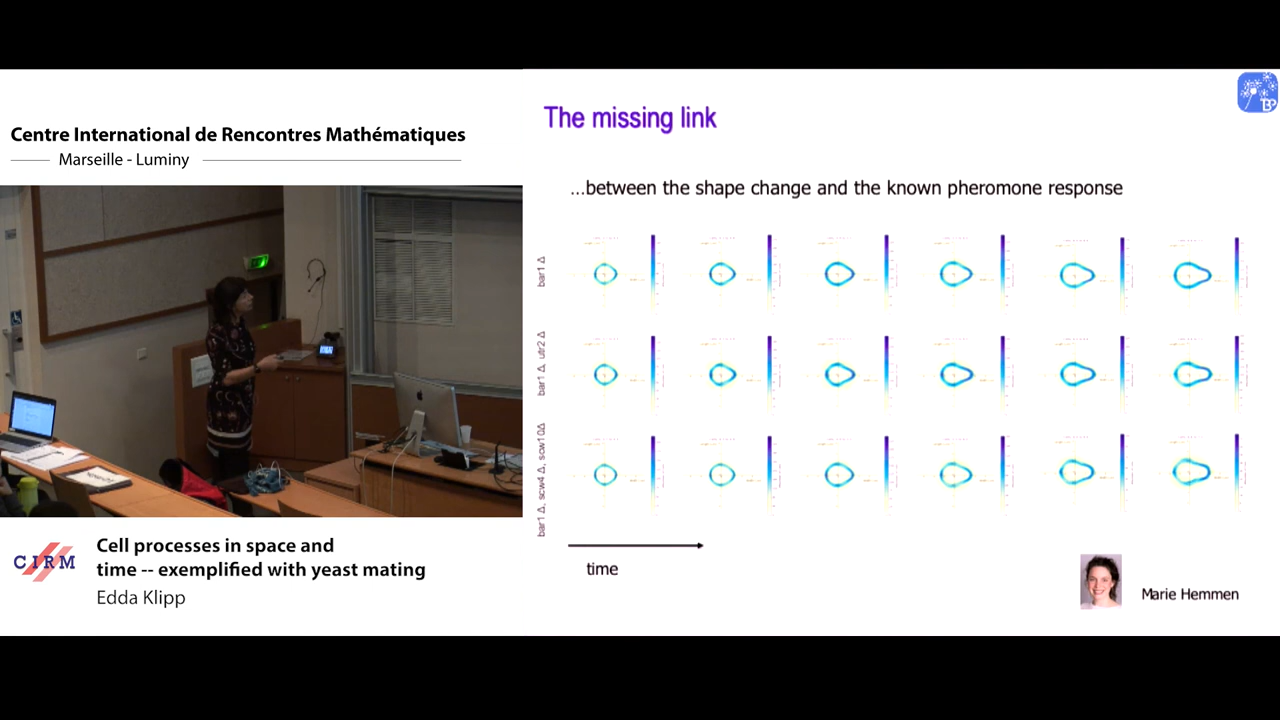 Centre International de Rencontres Mathématiques
Marseille - Luminy
CIRM
Cell processes in space and
time -- exemplified with yeast mating
Edda Klipp
The missing link
...between the shape change and the known pheromone response
bar1 Δ
bar1 Δ, utr2 Δ
bar1 Δ, scw4 Δ, scw10Δ
time
Marie Hemmen
TBP